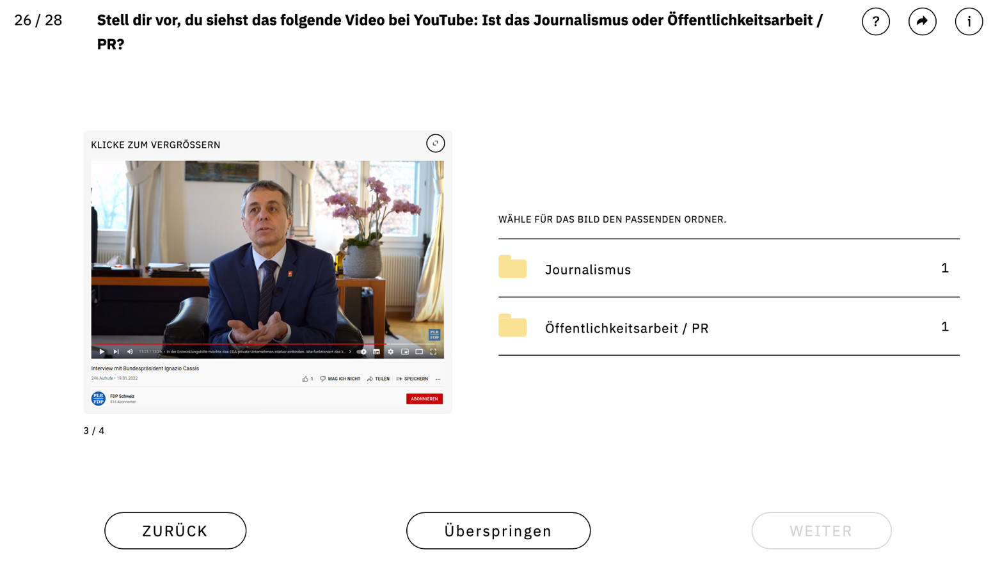 26 / 28
Stell dir vor, du siehst das folgende Video bei YouTube: Ist das Journalismus oder Öffentlichkeitsarbeit /
PR?
?
i
KLICKE ZUM VERGRÖSSERN
PLR
FDP
11:21 / 13:26 • In der Entwicklungshilfe möchte das EDA private Unternehmen stärker einbinden. Wie funktioniert das k...
Interview mit Bundespräsident Ignazio Cassis
246 Aufrufe • 19.01.2022
1
MAG ICH NICHT
TEILEN
SPEICHERN
...
PLR
FDP
FDP Schweiz
814 Abonnenten
ABONNIEREN
3 / 4
WÄHLE FÜR DAS BILD DEN PASSENDEN ORDNER.
Journalismus 1
Öffentlichkeitsarbeit / PR 1
ZURÜCK
Überspringen
WEITER